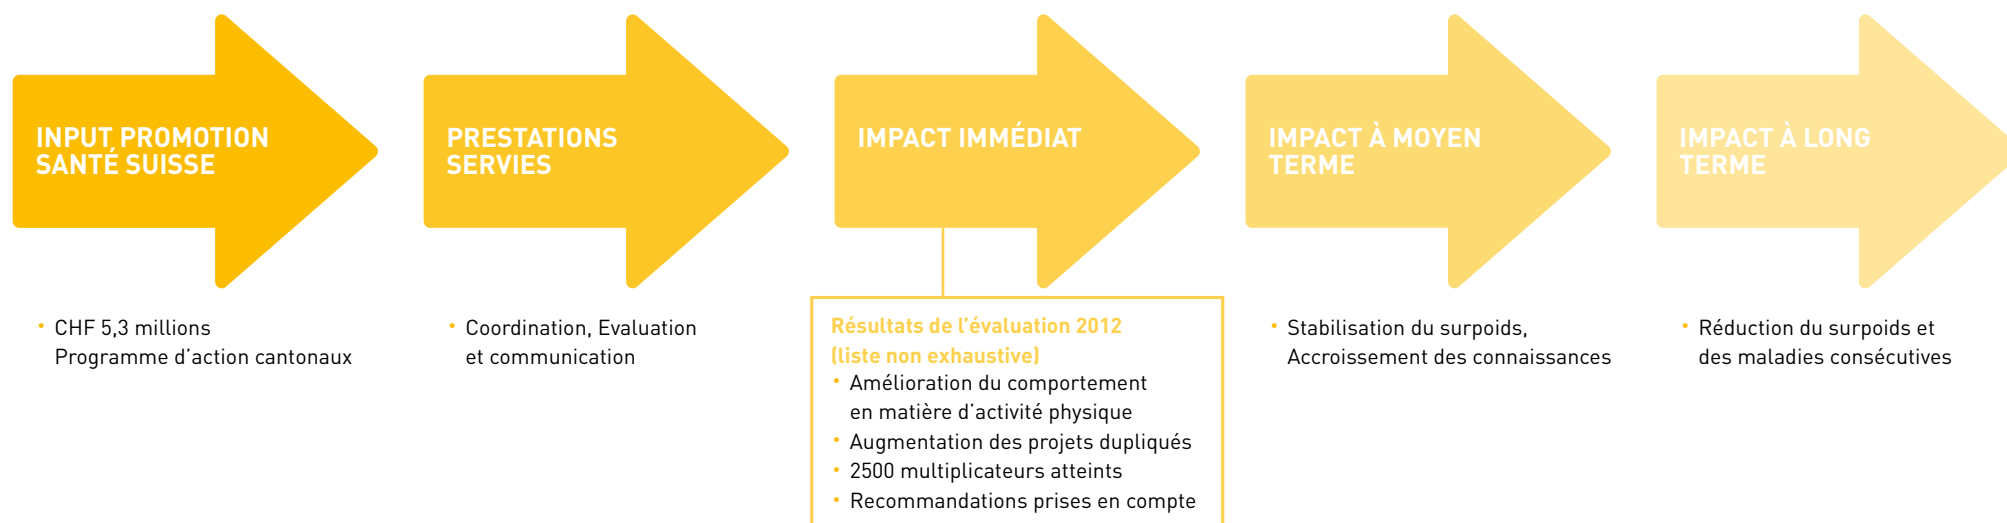 INPUT PROMOTION
SANTÉ SUISSE
PRESTATIONS
SERVIES
IMPACT IMMÉDIAT
IMPACT À MOYEN
TERME
IMPACT À LONG
TERME
• CHF 5,3 millions
Programme d'action cantonaux
• Coordination, Evaluation
et communication
Résultats de l'évaluation 2012
(liste non exhaustive)
• Amélioration du comportement
en matière d'activité physique
• Augmentation des projets dupliqués
• 2500 multiplicateurs atteints
• Recommandations prises en compte
• Stabilisation du surpoids,
Accroissement des connaissances
• Réduction du surpoids et
des maladies consécutives